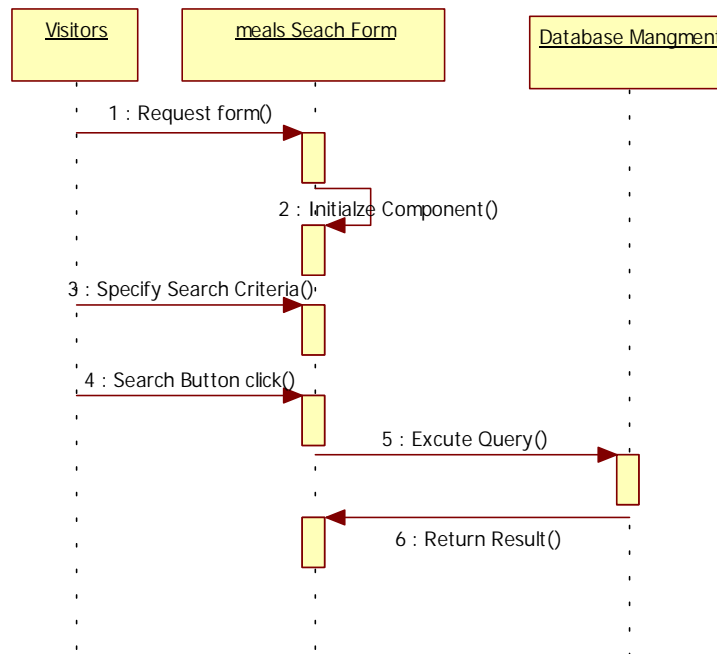 Visitors
meals Seach Form
Database Mangment
1 : Request form()
2 : Initialze Component()
3 : Specify Search Criteria()
4 : Search Button click()
5 : Excute Query()
6 : Return Result()